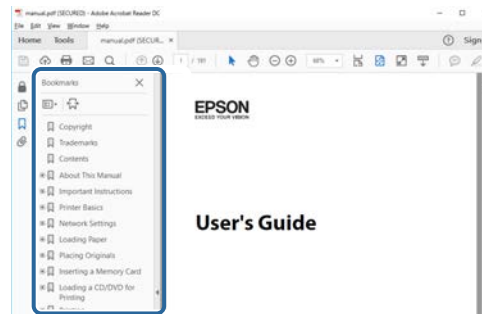 manual.pdf (SECURED) - Adobe Acrobat Reader DC
File Edit View Window Help
Home Tools manual.pdf (SECUR... ×
Sign
1 / 181
Bookmarks
Copyright
Trademarks
Contents
About This Manual
Important Instructions
Printer Basics
Network Settings
Loading Paper
Placing Originals
Inserting a Memory Card
Loading a CD/DVD for
Printing
EPSON
EXCEED YOUR VISION
User's Guide